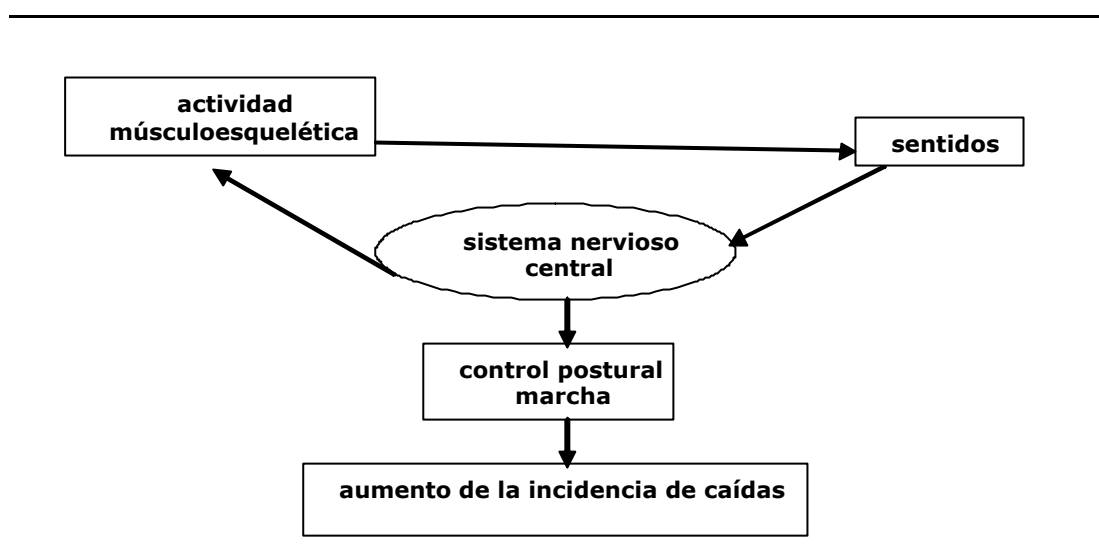 actividad
músculoesquelética
sentidos
sistema nervioso
central
control postural
marcha
aumento de la incidencia de caídas